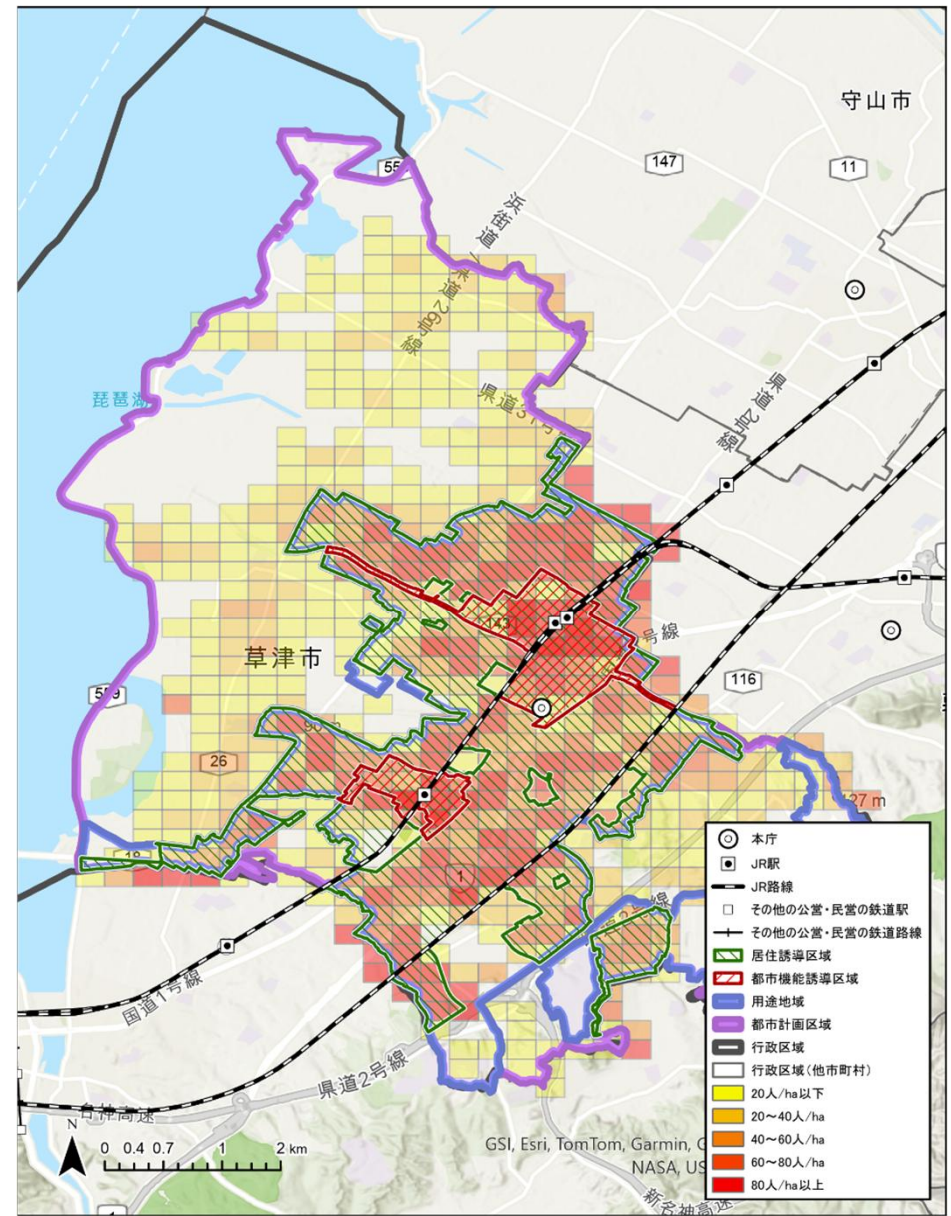 守山市
147
11
55
浜街道
県道26号線
琵琶湖
県道31号
県道2号線
143
号線
草津市
116
559
90 m
26
127 m
18
1
国道1号線
県道2号線
名神高速
N
0 0.4 0.7 1 2 km
GSI, Esri, TomTom, Garmin,
NASA, US
新名神高速
本庁
JR駅
JR路線
その他の公営・民営の鉄道駅
その他の公営・民営の鉄道路線
居住誘導区域
都市機能誘導区域
用途地域
都市計画区域
行政区域
行政区域(他市町村)
20人/ha以下
20～40人/ha
40～60人/ha
60～80人/ha
80人/ha以上